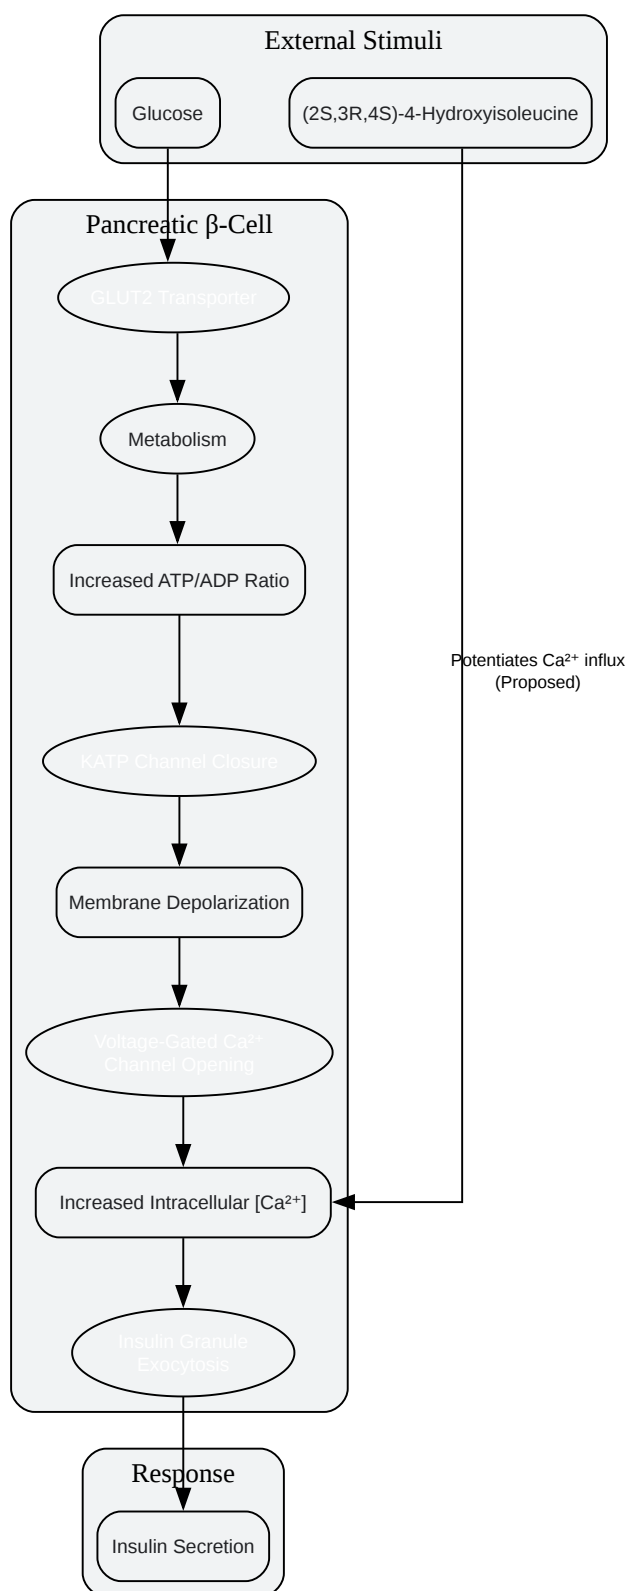 External Stimuli
Glucose
(2S,3R,4S)-4-Hydroxyisoleucine
Pancreatic β-Cell
GLUT2 Transporter
Metabolism
Increased ATP/ADP Ratio
Potentiates Ca²⁺ influx
(Proposed)
KATP Channel Closure
Membrane Depolarization
Voltage-Gated Ca²⁺
Channel Opening
Increased Intracellular [Ca²⁺]
Insulin Granule
Exocytosis
Response
Insulin Secretion